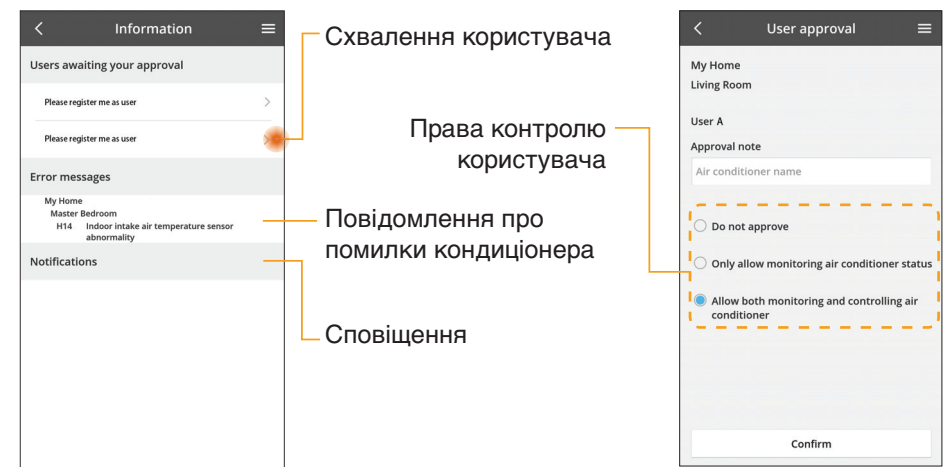 Information
Users awaiting your approval
Please register me as user
Please register me as user
Error messages
My Home
Master Bedroom
H14 Indoor intake air temperature sensor
abnormality
Notifications
Схвалення користувача
Права контролю
користувача
Повідомлення про
помилки кондиціонера
Сповіщення
User approval
My Home
Living Room
User A
Approval note
Air conditioner name
Do not approve
Only allow monitoring air conditioner status
Allow both monitoring and controlling air
conditioner
Confirm